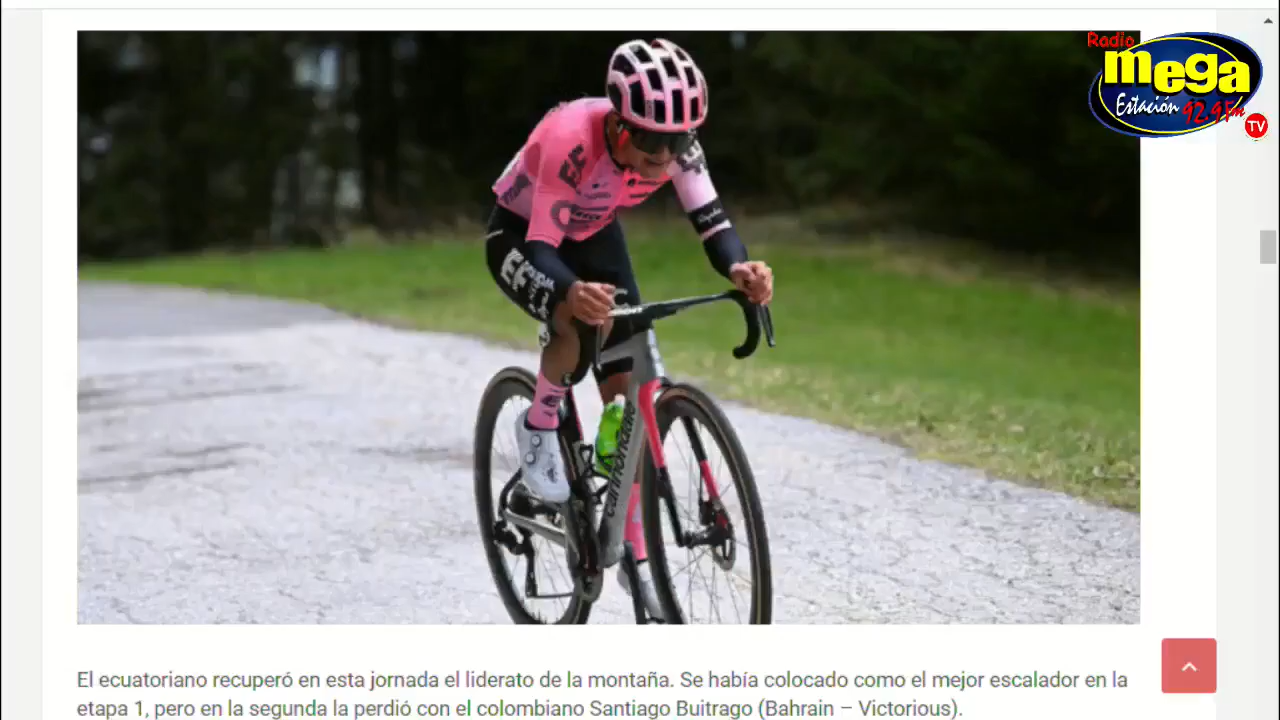 Radio
mega
Estación 92.9 Fm
TV
EF
EF
Rapha
cannondale
El ecuatoriano recuperó en esta jornada el liderato de la montaña. Se había colocado como el mejor escalador en la
etapa 1, pero en la segunda la perdió con el colombiano Santiago Buitrago (Bahrain – Victorious).